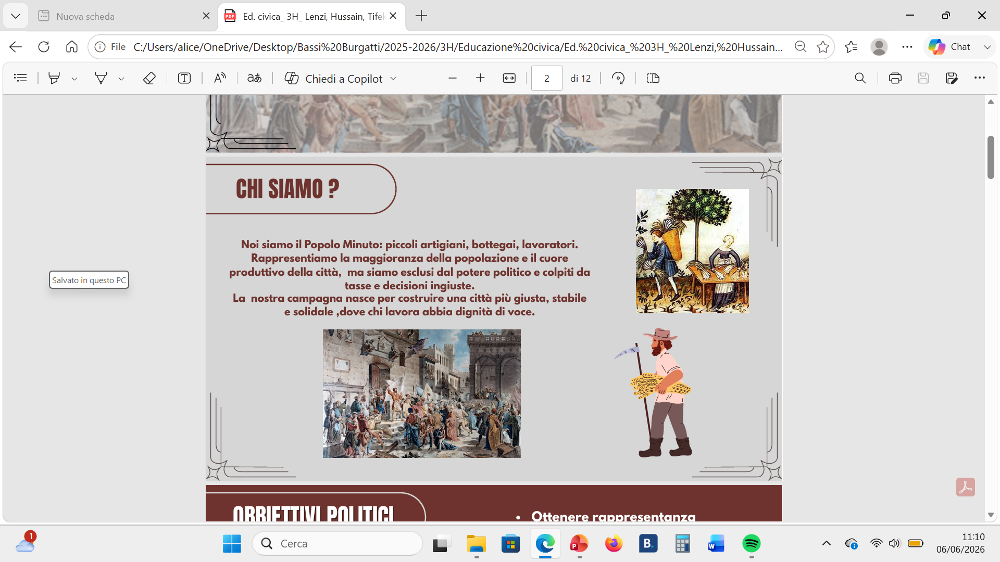 Nuova scheda
Ed. civica_ 3H_ Lenzi, Hussain, Tifek
File
C:/Users/alice/OneDrive/Desktop/Bassi%20Burgatti/2025-2026/3H/Educazione%20civica/Ed.%20civica_%203H_%20Lenzi,%20Hussain...
Chat
Chiedi a Copilot
2
di 12
CHI SIAMO ?
Noi siamo il Popolo Minuto: piccoli artigiani, bottegai, lavoratori.
Rappresentiamo la maggioranza della popolazione e il cuore
produttivo della città, ma siamo esclusi dal potere politico e colpiti da
tasse e decisioni ingiuste.
La nostra campagna nasce per costruire una città più giusta, stabile
e solidale ,dove chi lavora abbia dignità di voce.
Salvato in questo PC
OBBIETTIVI POLITICI
• Ottenere rappresentanza
1
Cerca
11:10
06/06/2026